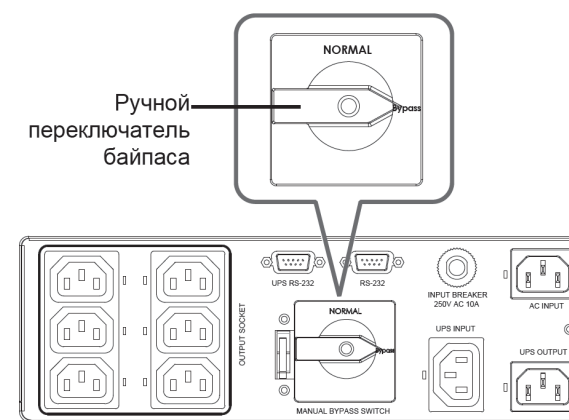 NORMAL
Bypass
Ручной
переключатель
байпаса
UPS RS-232
RS-232
INPUT BREAKER
250V AC 10A
AC INPUT
OUTPUT SOCKET
NORMAL
Bypass
UPS INPUT
UPS OUTPUT
MANUAL BYPASS SWITCH